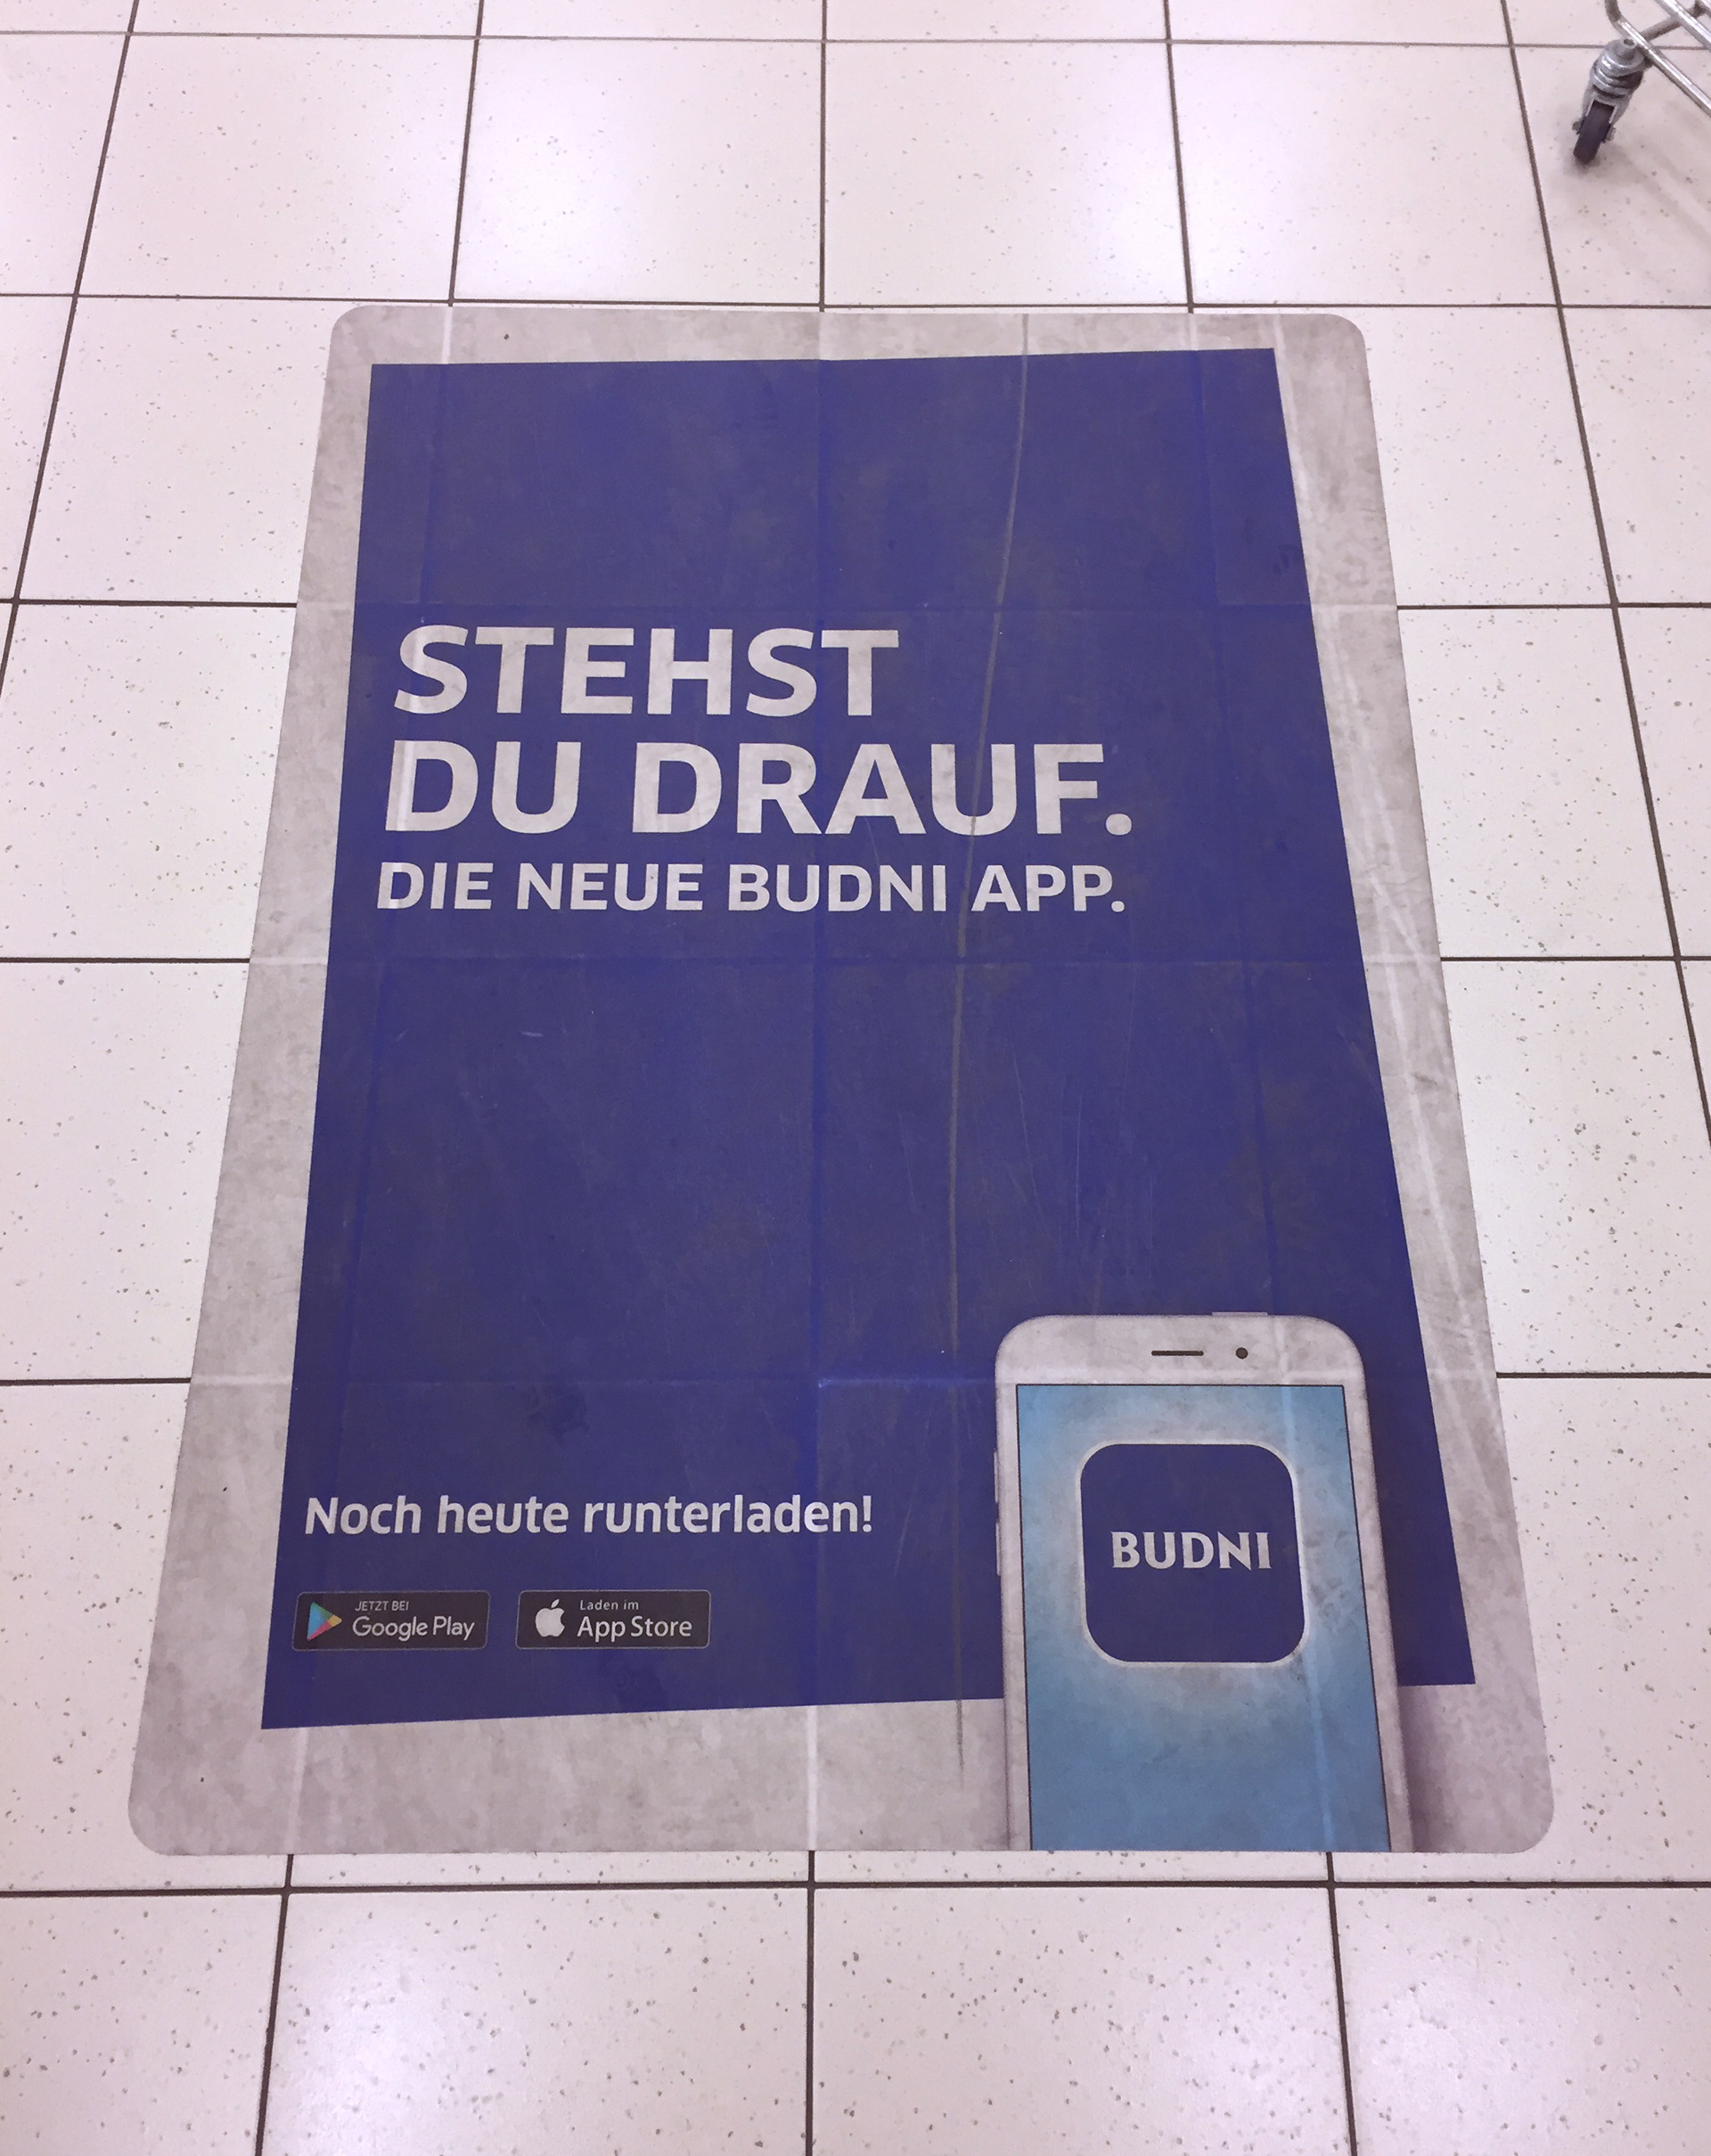 STEHST
DU DRAUF.
DIE NEUE BUDNI APP.
Noch heute runterladen!
JETZT BEI
Google Play
Laden im
App Store
BUDNI